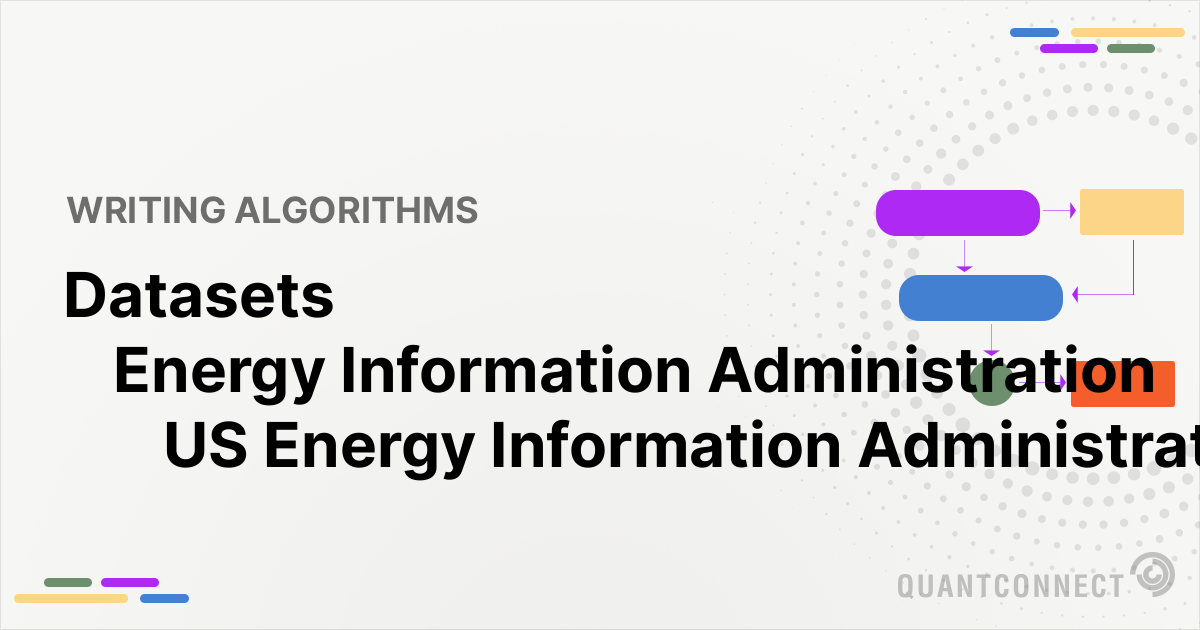 WRITING ALGORITHMS
Datasets
Energy Information Administration
US Energy Information Administrat
QUANTCONNECT